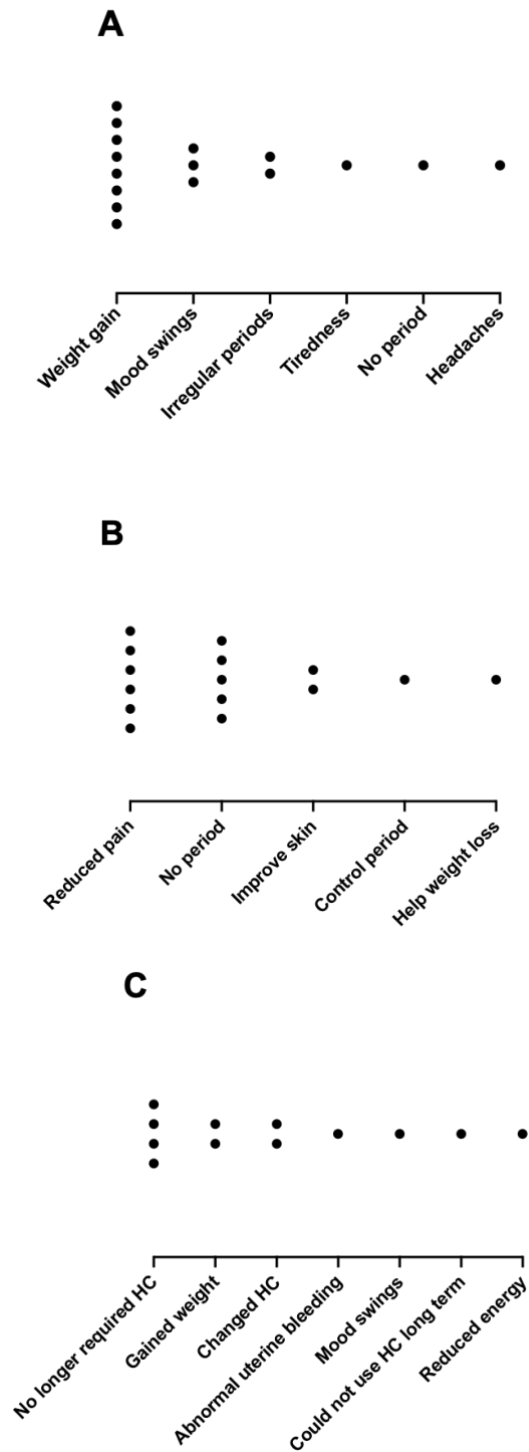 A
Weight gain
Mood swings
Irregular periods
Tiredness
No period
Headaches
B
Reduced pain
No period
Improve skin
Control period
Help weight loss
C
No longer required HC
Gained weight
Changed HC
Abnormal uterine bleeding
Mood swings
Could not use HC long term
Reduced energy